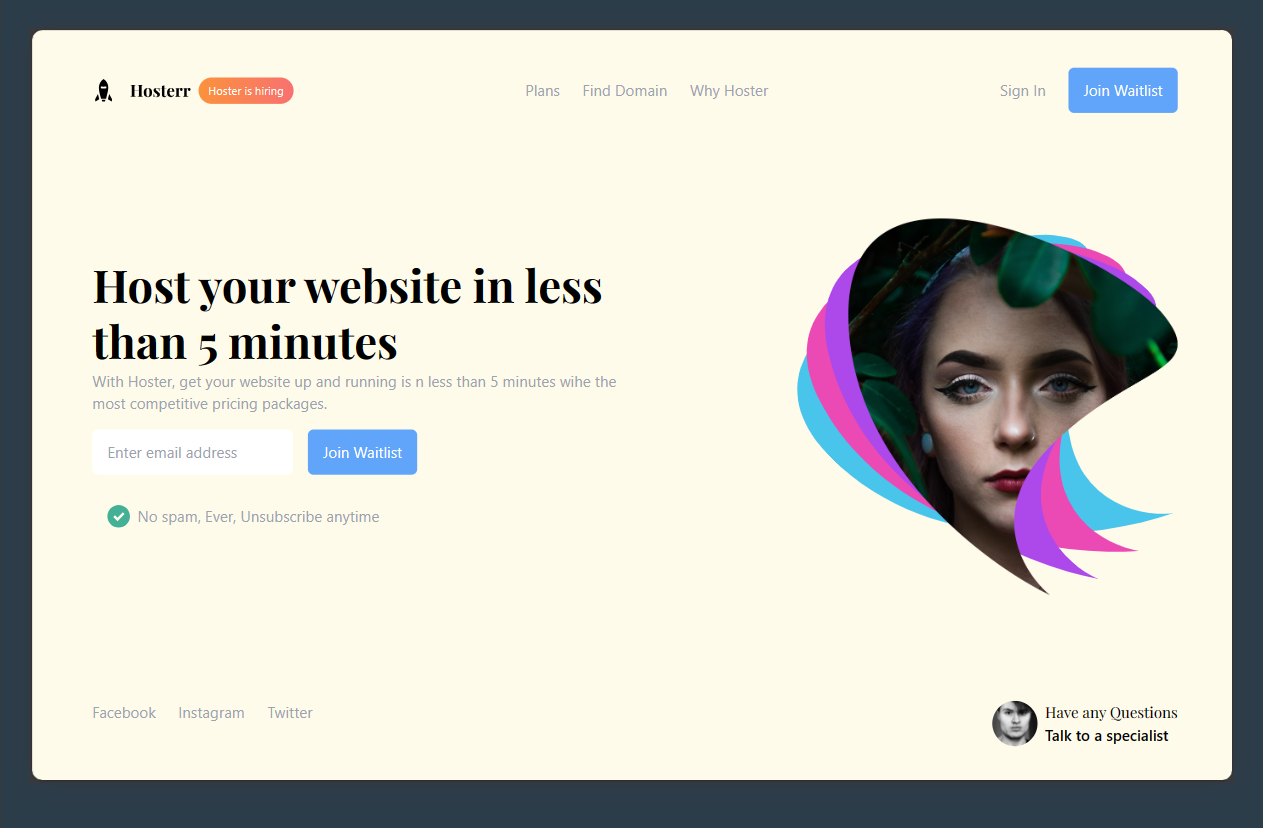 Hosterr
Hoster is hiring
Plans
Find Domain
Why Hoster
Sign In
Join Waitlist
Host your website in less
than 5 minutes
With Hoster, get your website up and running is n less than 5 minutes wihe the
most competitive pricing packages.
Enter email address
Join Waitlist
No spam, Ever, Unsubscribe anytime
Facebook
Instagram
Twitter
Have any Questions
Talk to a specialist